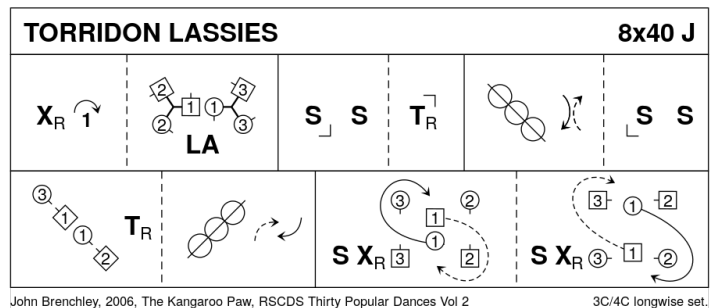 TORRIDON LASSIES 8x40 J
XR 1 2 1 1 3 2 3 LA S S TR S S
3 1 1 2 TR 3 2 1 1 3 2 S XR 3 1 2 3 1 2 S XR
John Brenchley, 2006, The Kangaroo Paw, RSCDS Thirty Popular Dances Vol 2 3C/4C longwise set.